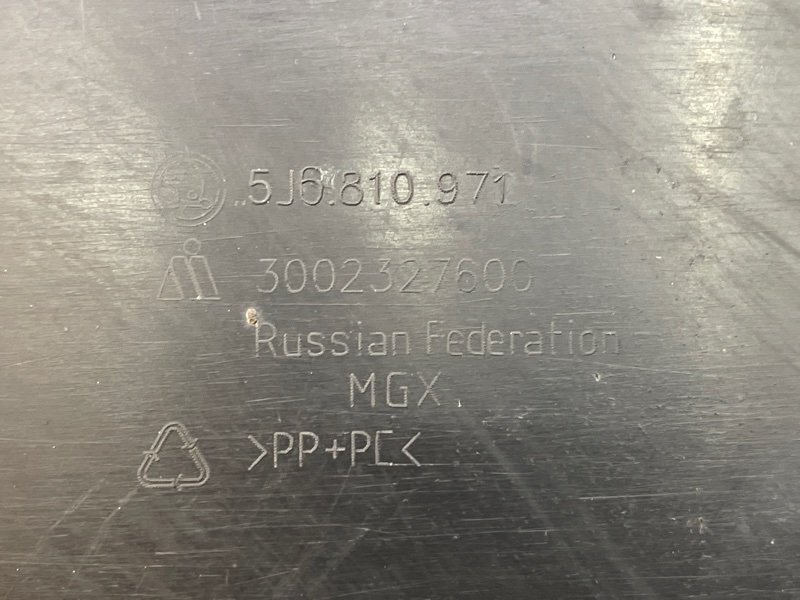 5J6.810.971
3002327600
Russian Federation
MGX
>PP+PE<